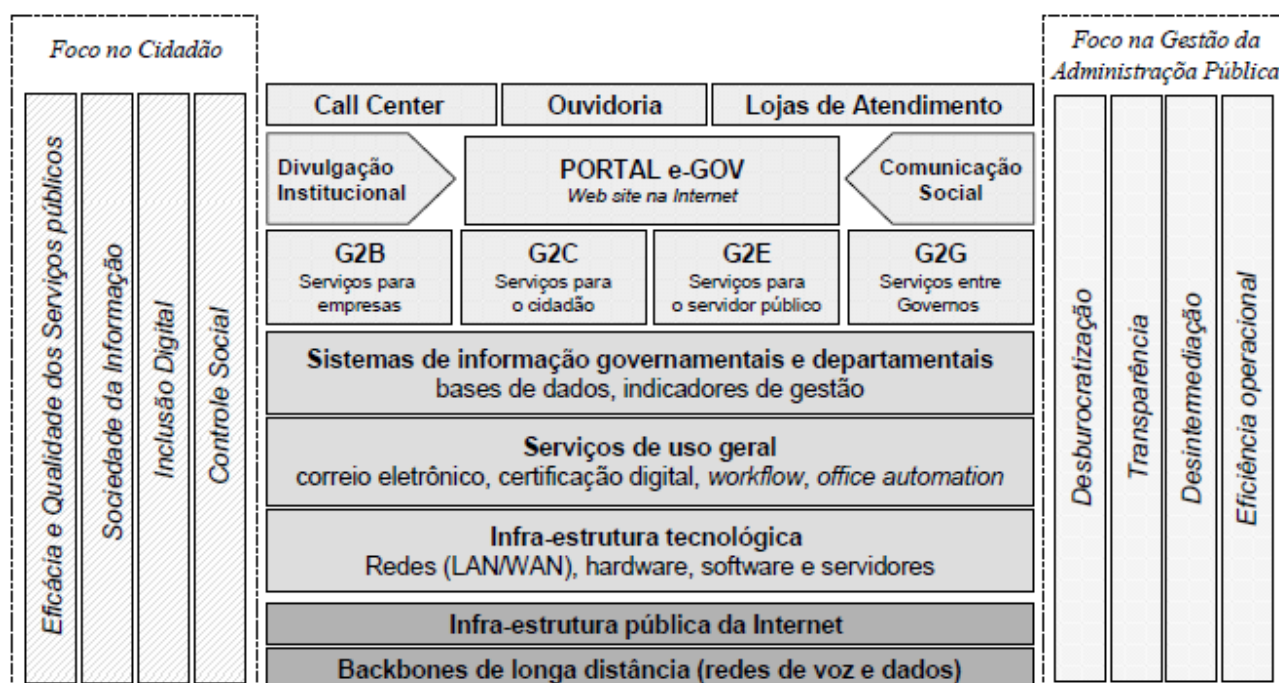 Foco no Cidadão
Eficácia e Qualidade dos Serviços públicos
Sociedade da Informação
Inclusão Digital
Controle Social
Call Center
Ouvidoria
Lojas de Atendimento
Divulgação
Institucional
PORTAL e-GOV
Web site na Internet
Comunicação
Social
G2B
Serviços para
empresas
G2C
Serviços para
o cidadão
G2E
Serviços para
o servidor público
G2G
Serviços entre
Governos
Sistemas de informação governamentais e departamentais
bases de dados, indicadores de gestão
Serviços de uso geral
correio eletrônico, certificação digital, workflow, office automation
Infra-estrutura tecnológica
Redes (LAN/WAN), hardware, software e servidores
Infra-estrutura pública da Internet
Backbones de longa distância (redes de voz e dados)
Foco na Gestão da
Administraçõa Pública
Desburocratização
Transparência
Desintermediação
Eficiência operacional